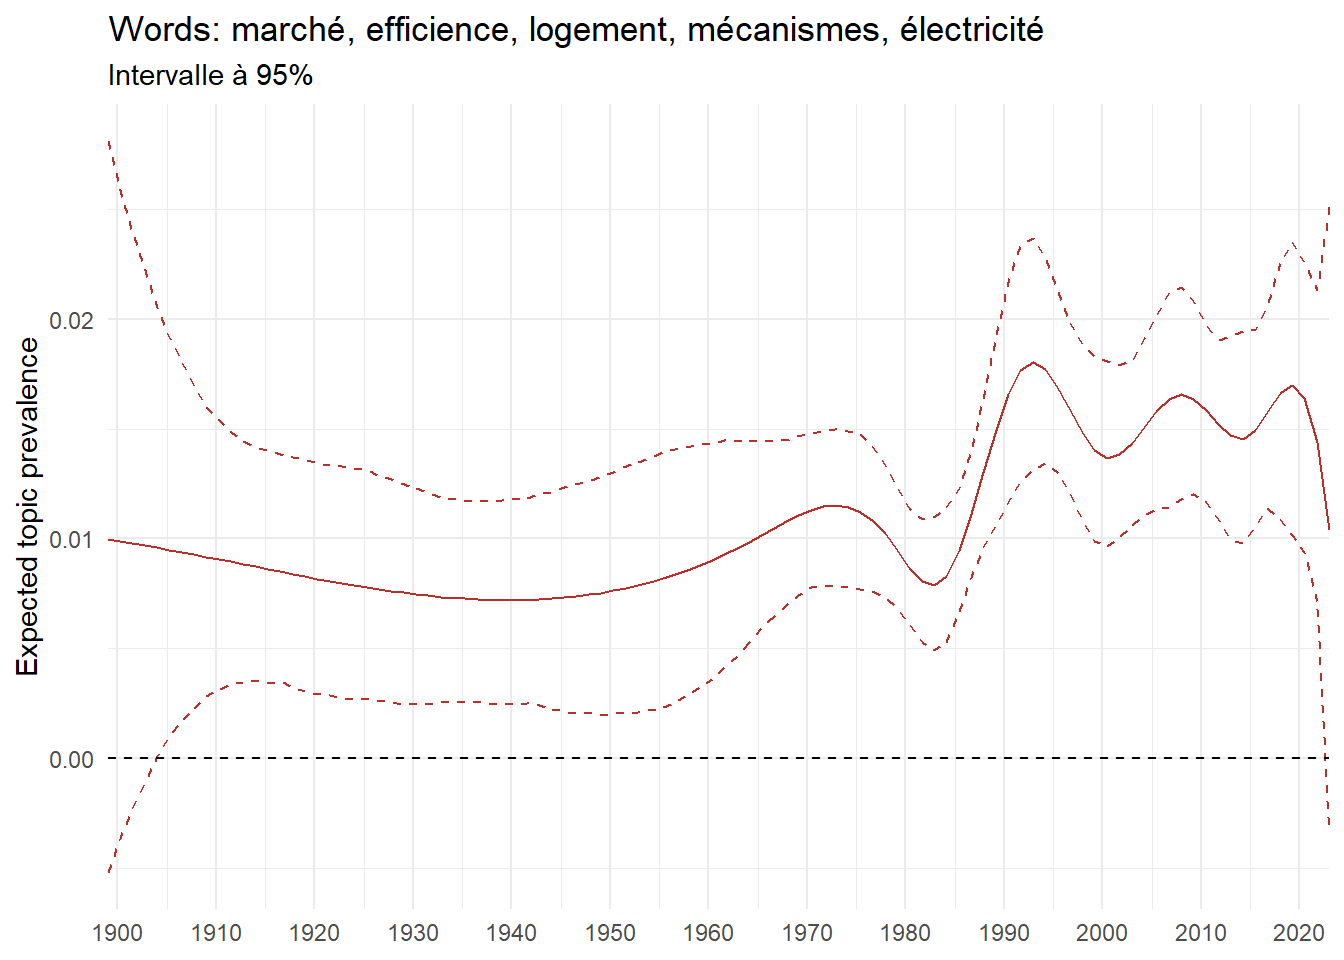 Words: marché, efficience, logement, mécanismes, électricité
Intervalle à 95%
Expected topic prevalence
0.02
0.01
0.00
1900 1910 1920 1930 1940 1950 1960 1970 1980 1990 2000 2010 2020